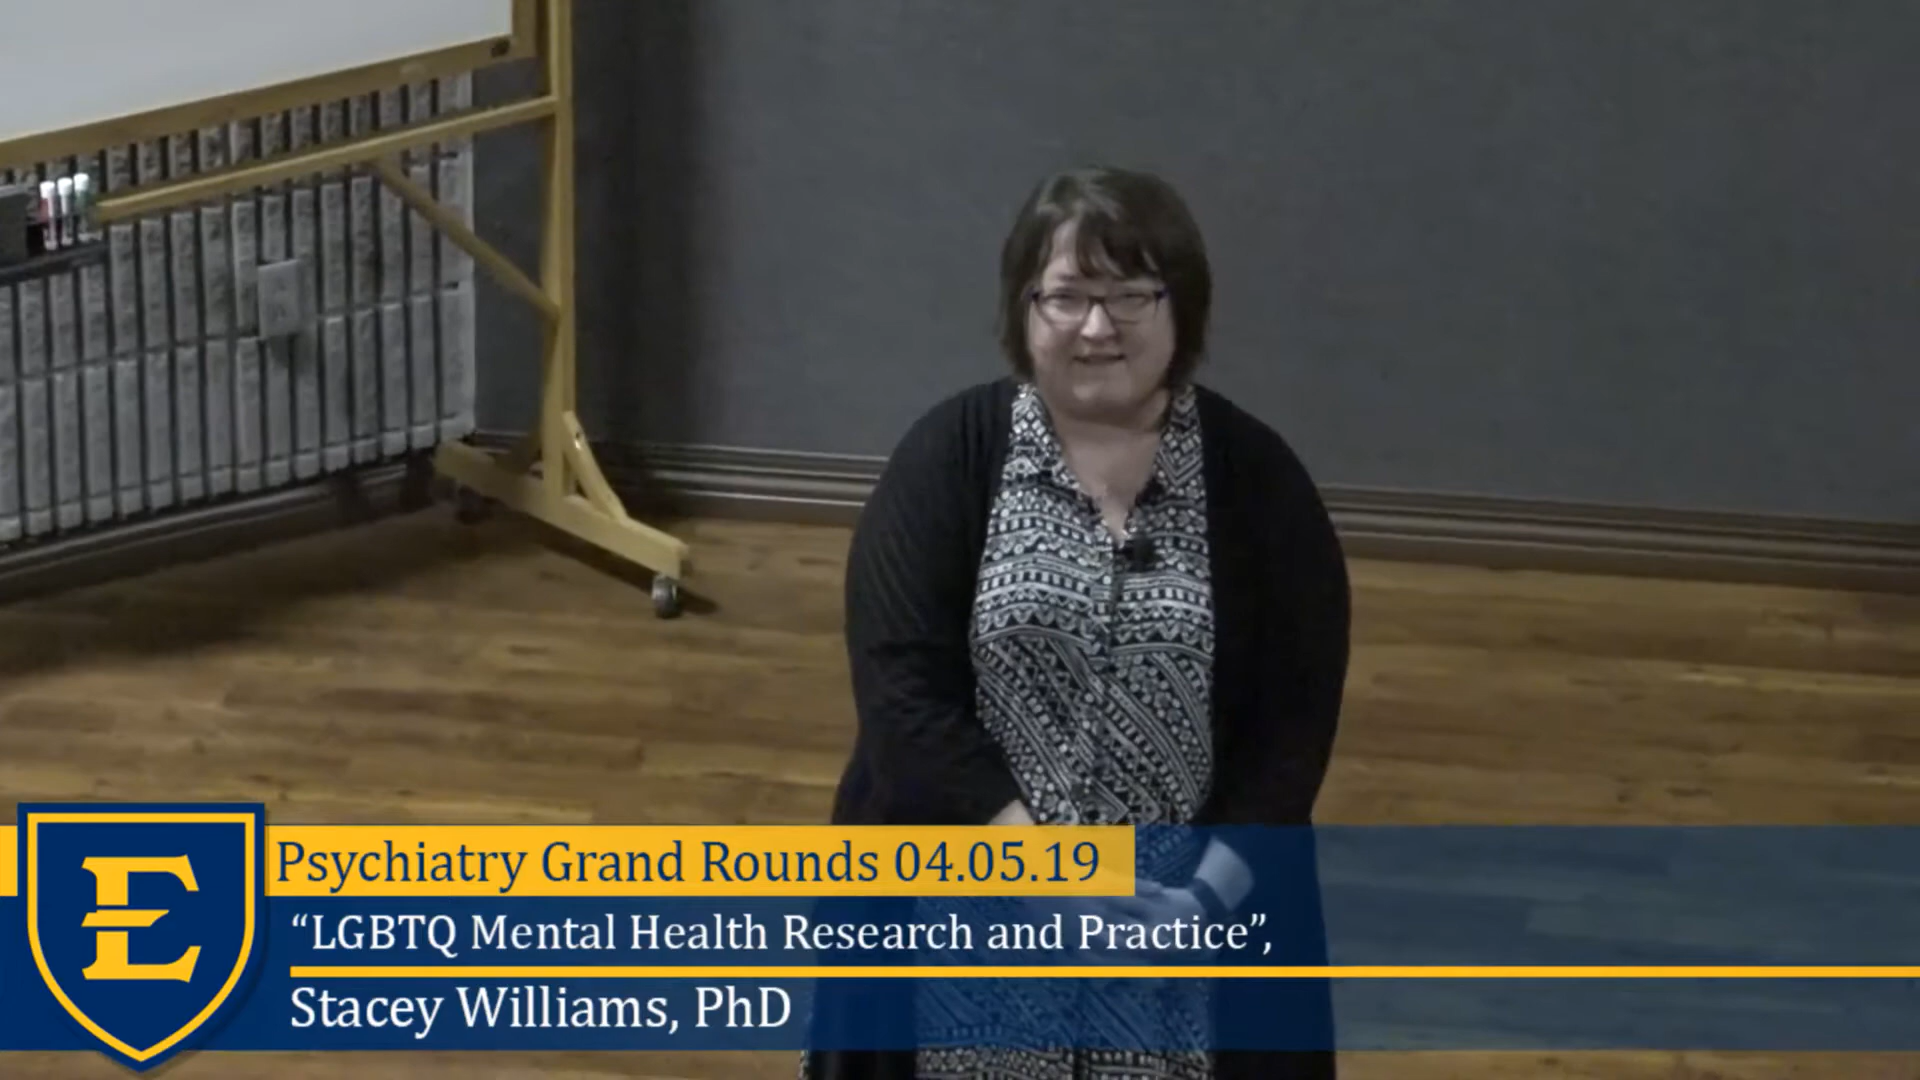 Psychiatry Grand Rounds 04.05.19
“LGBTQ Mental Health Research and Practice”,
E
Stacey Williams, PhD